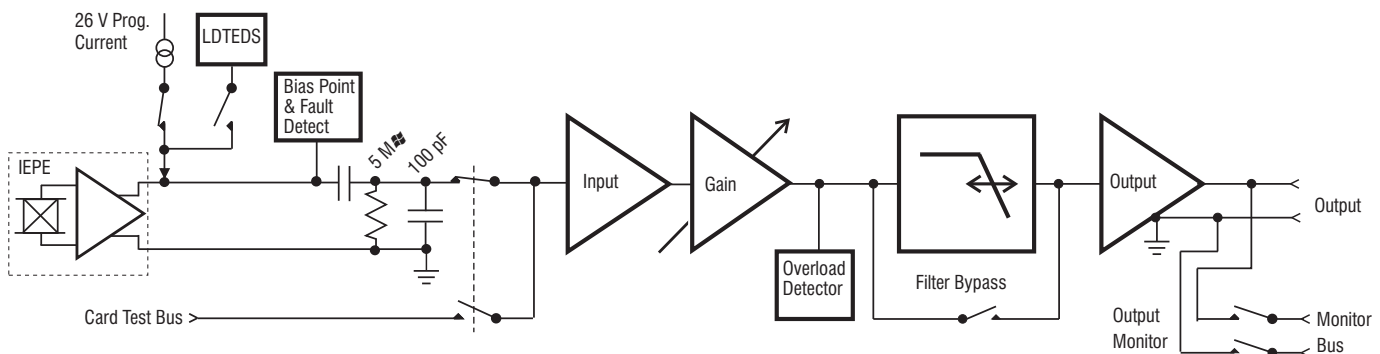 26 V Prog.
Current
LDTEDS
Bias Point
& Fault
Detect
IEPE
5 M
100 pF
Input
Gain
Output
Output
Overload
Detector
Filter Bypass
Card Test Bus
Output
Monitor
Monitor
Bus